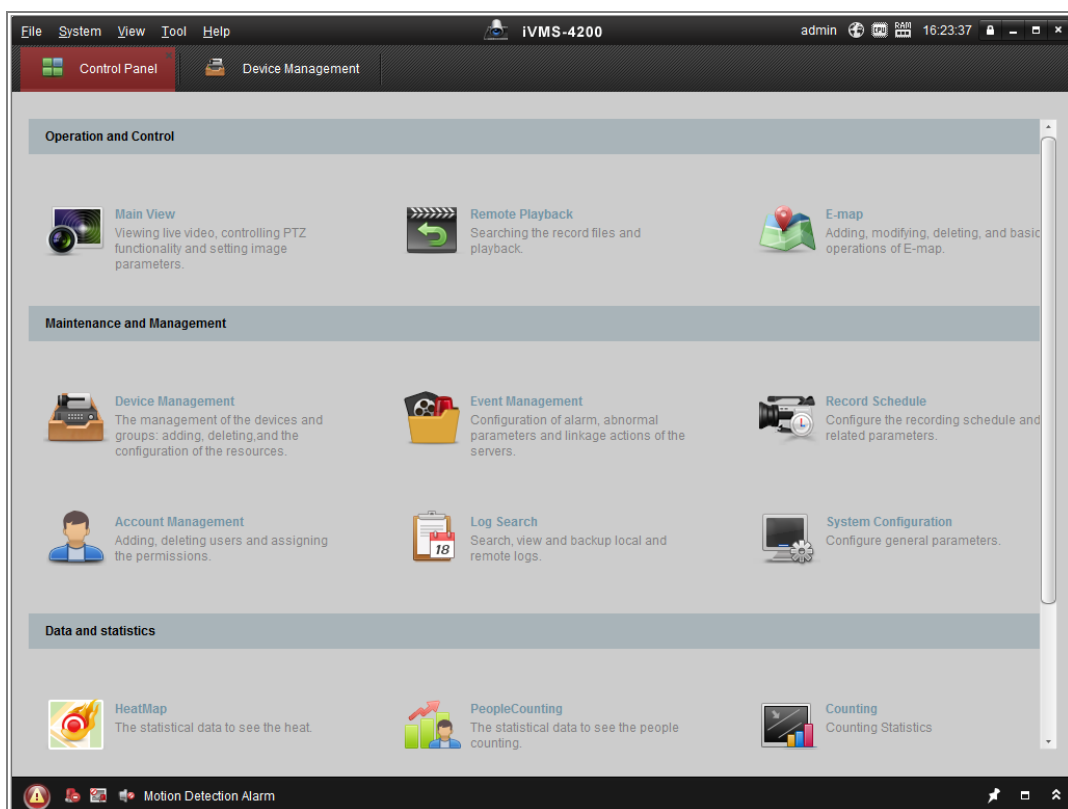 File System View Tool Help iVMS-4200 admin CPU RAM 16:23:37
Control Panel Device Management
Operation and Control
Main View
Viewing live video, controlling PTZ
functionality and setting image
parameters.
Remote Playback
Searching the record files and
playback.
E-map
Adding, modifying, deleting, and basic
operations of E-map.
Maintenance and Management
Device Management
The management of the devices and
groups: adding, deleting,and the
configuration of the resources.
Event Management
Configuration of alarm, abnormal
parameters and linkage actions of the
servers.
Record Schedule
Configure the recording schedule and
related parameters.
Account Management
Adding, deleting users and assigning
the permissions.
Log Search
Search, view and backup local and
remote logs.
18
System Configuration
Configure general parameters.
Data and statistics
HeatMap
The statistical data to see the heat.
PeopleCounting
The statistical data to see the people
counting.
Counting
Counting Statistics
Motion Detection Alarm